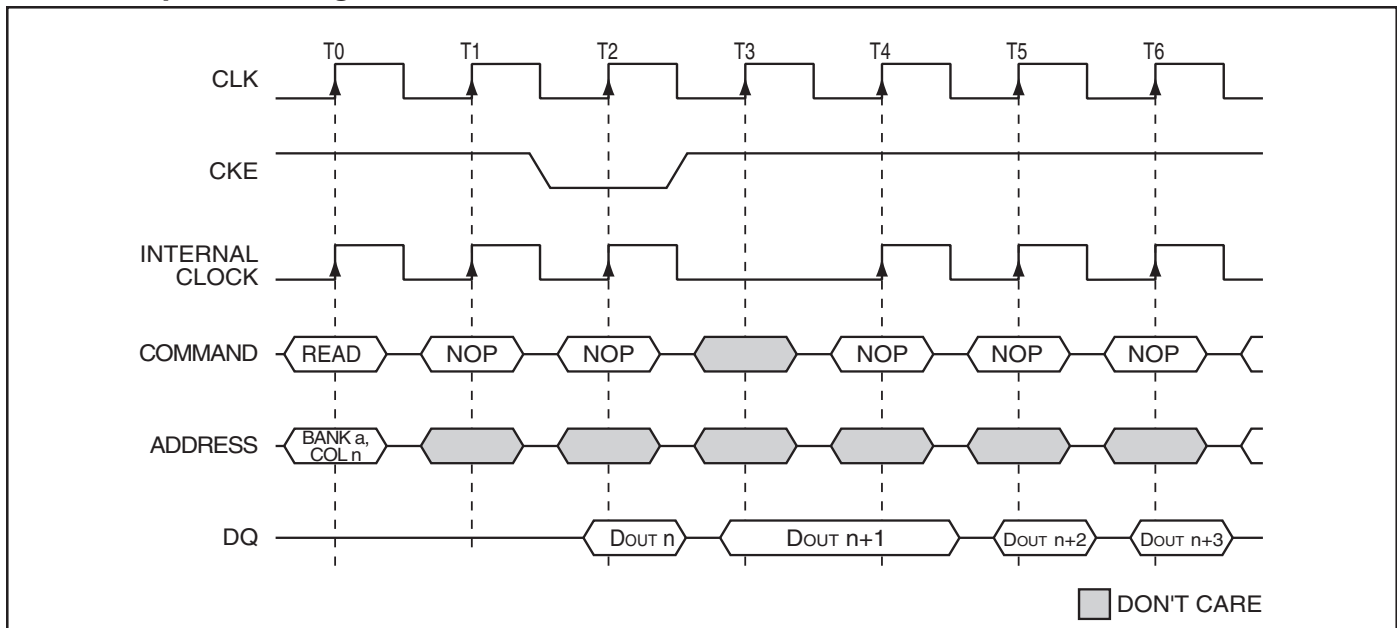 T0 T1 T2 T3 T4 T5 T6
CLK
CKE
INTERNAL
CLOCK
COMMAND READ NOP NOP NOP NOP NOP
ADDRESS BANK a,
COL n
DQ DOUT n DOUT n+1 DOUT n+2 DOUT n+3
DON'T CARE